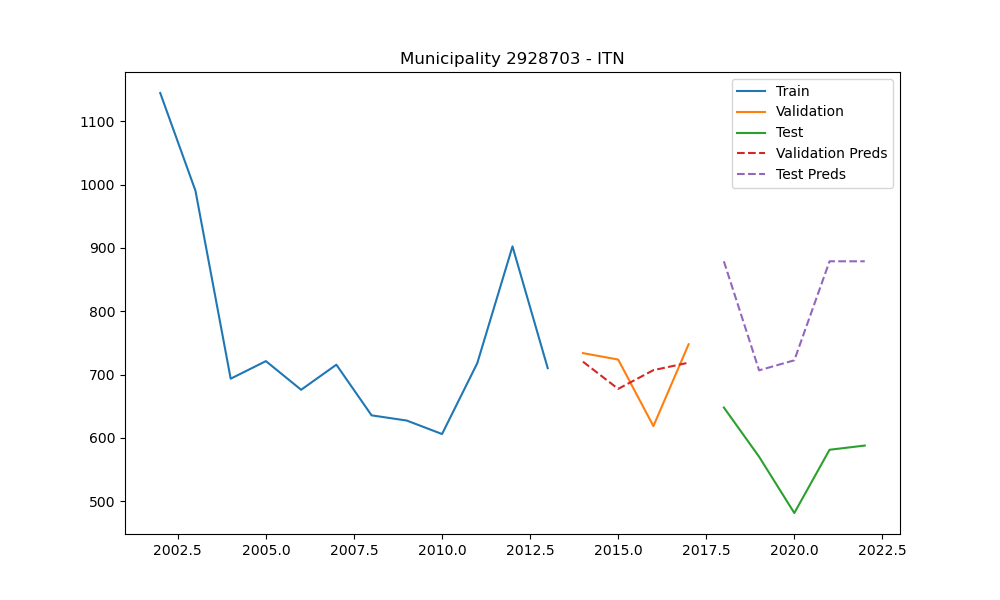 Municipality 2928703 - ITN
Train
Validation
Test
Validation Preds
Test Preds
1100
1000
900
800
700
600
500
2002.5 2005.0 2007.5 2010.0 2012.5 2015.0 2017.5 2020.0 2022.5